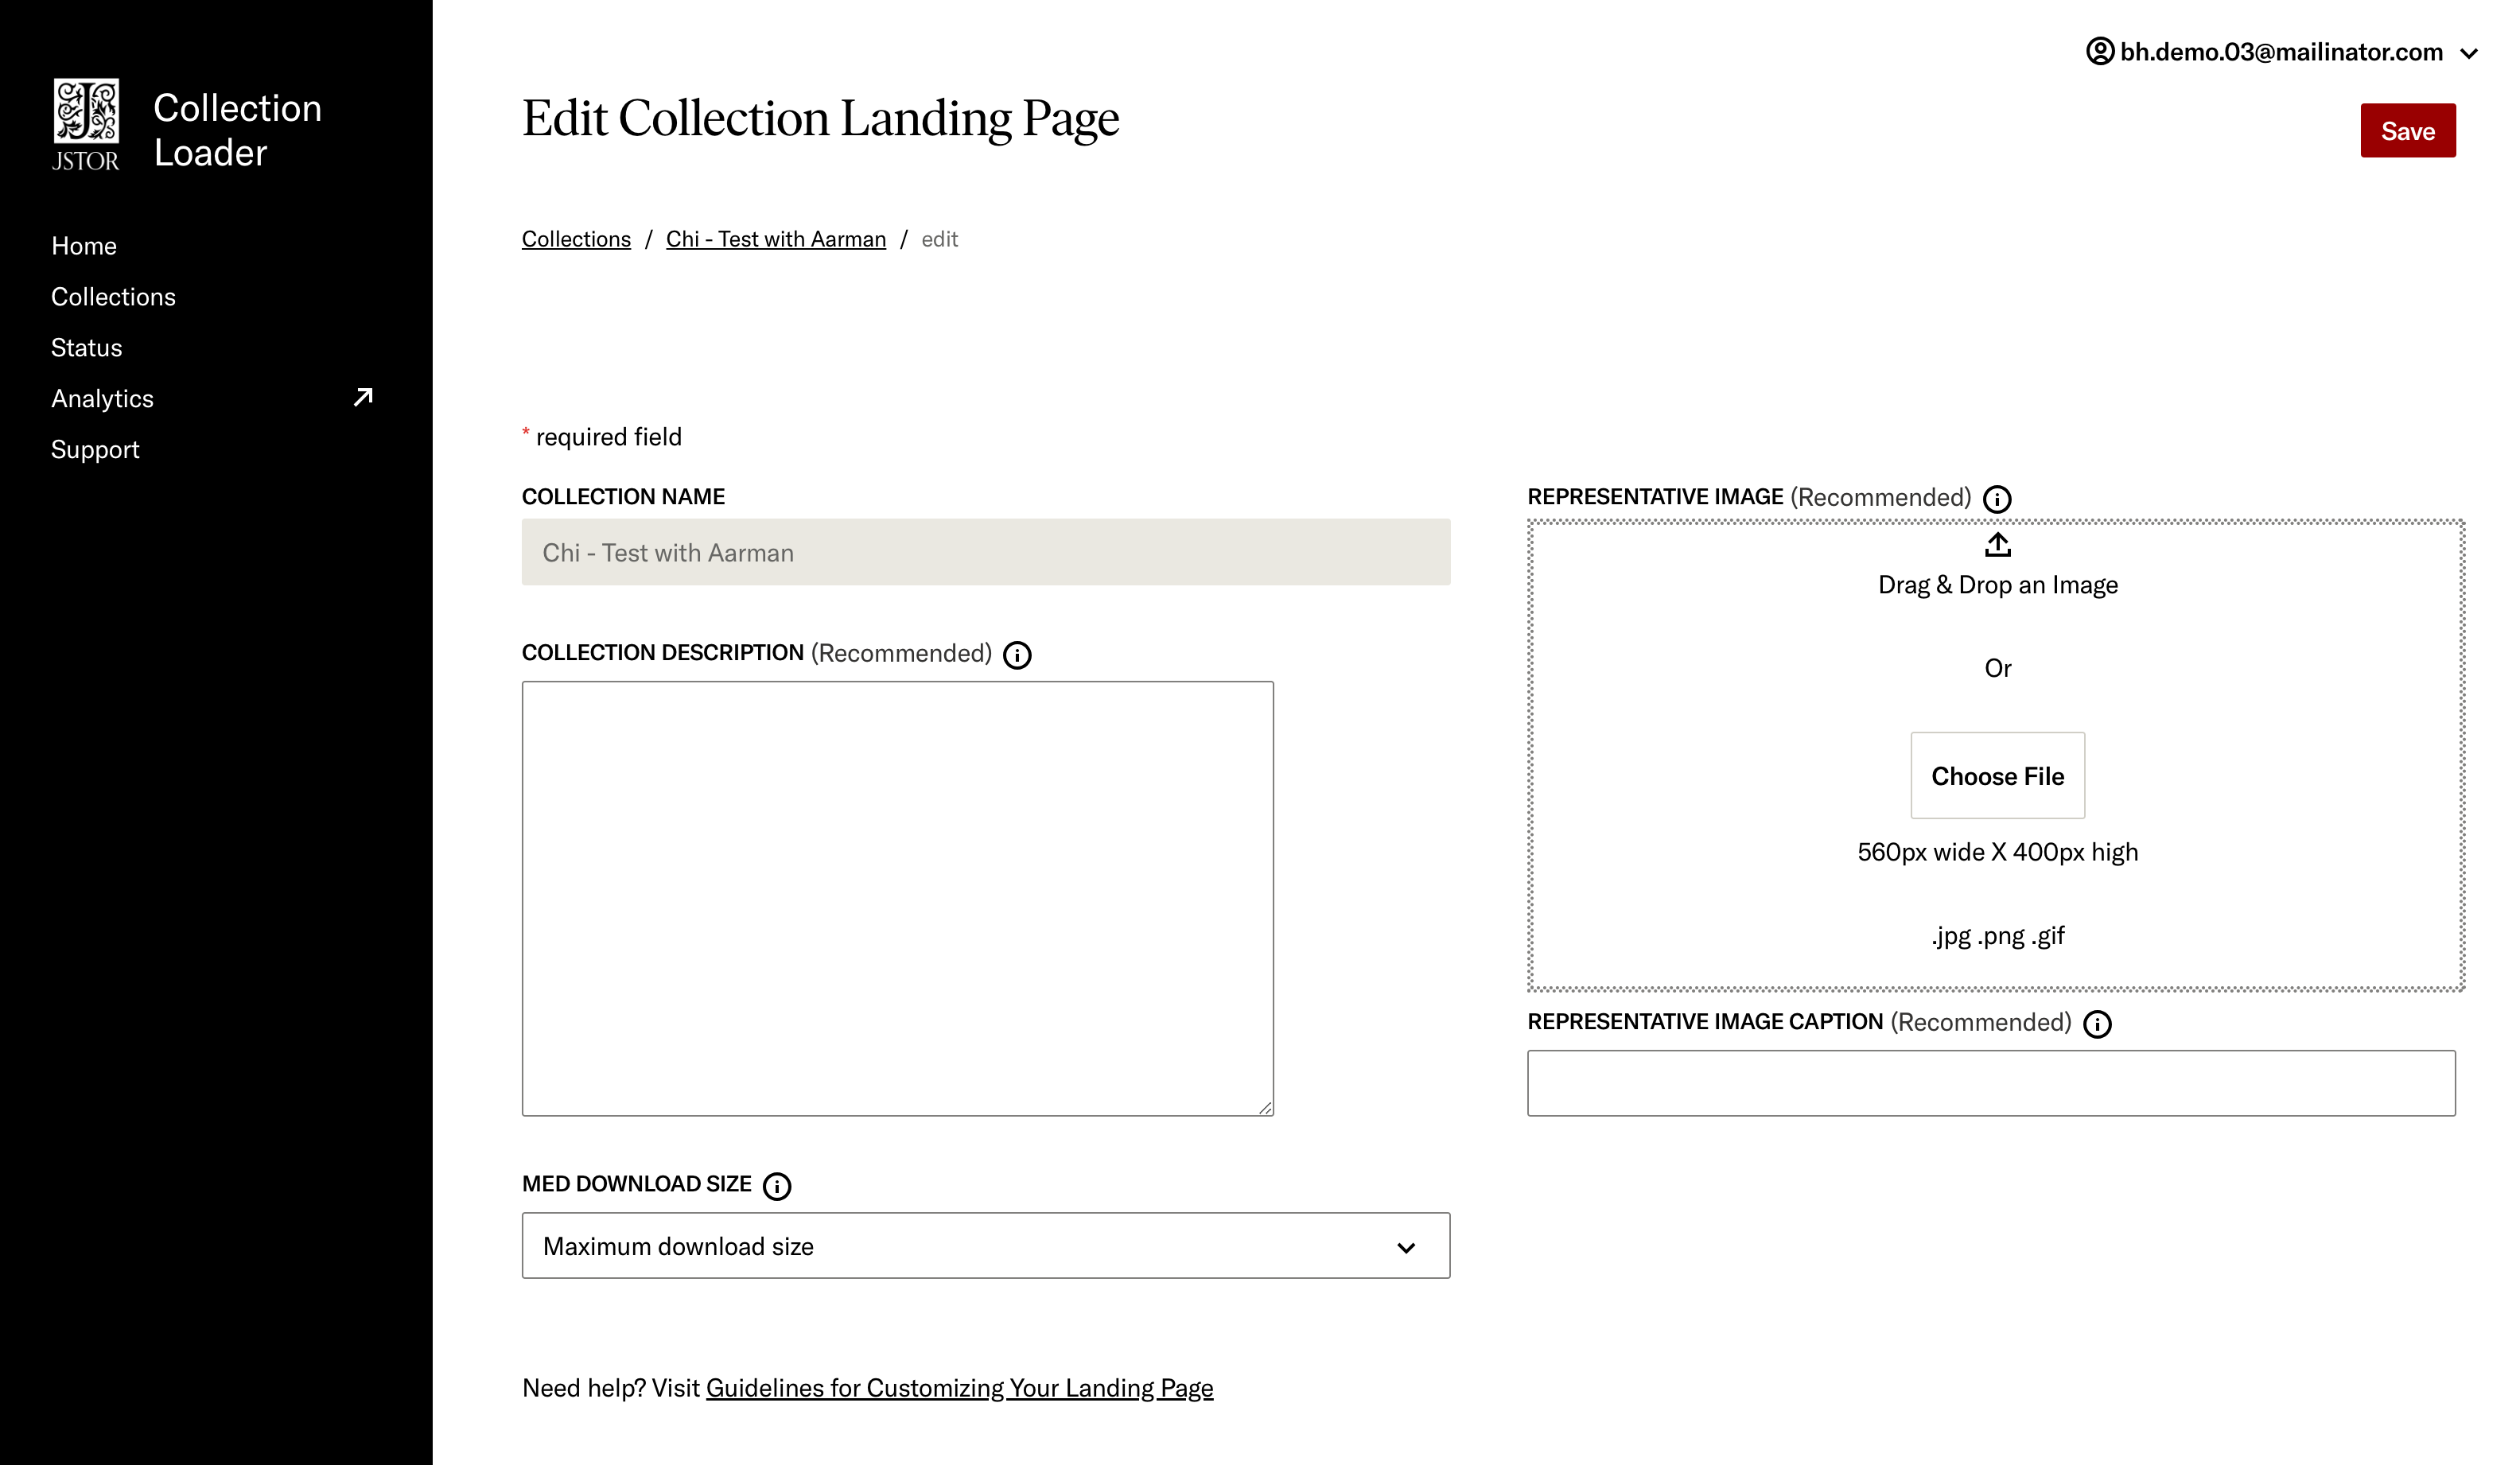 JSTOR
Collection
Loader
Home
Collections
Status
Analytics
Support
bh.demo.03@mailinator.com
Edit Collection Landing Page
Save
Collections / Chi - Test with Aarman / edit
* required field
COLLECTION NAME
Chi - Test with Aarman
COLLECTION DESCRIPTION (Recommended)
MED DOWNLOAD SIZE
Maximum download size
REPRESENTATIVE IMAGE (Recommended)
Drag & Drop an Image
Or
Choose File
560px wide X 400px high
.jpg .png .gif
REPRESENTATIVE IMAGE CAPTION (Recommended)
Need help? Visit Guidelines for Customizing Your Landing Page